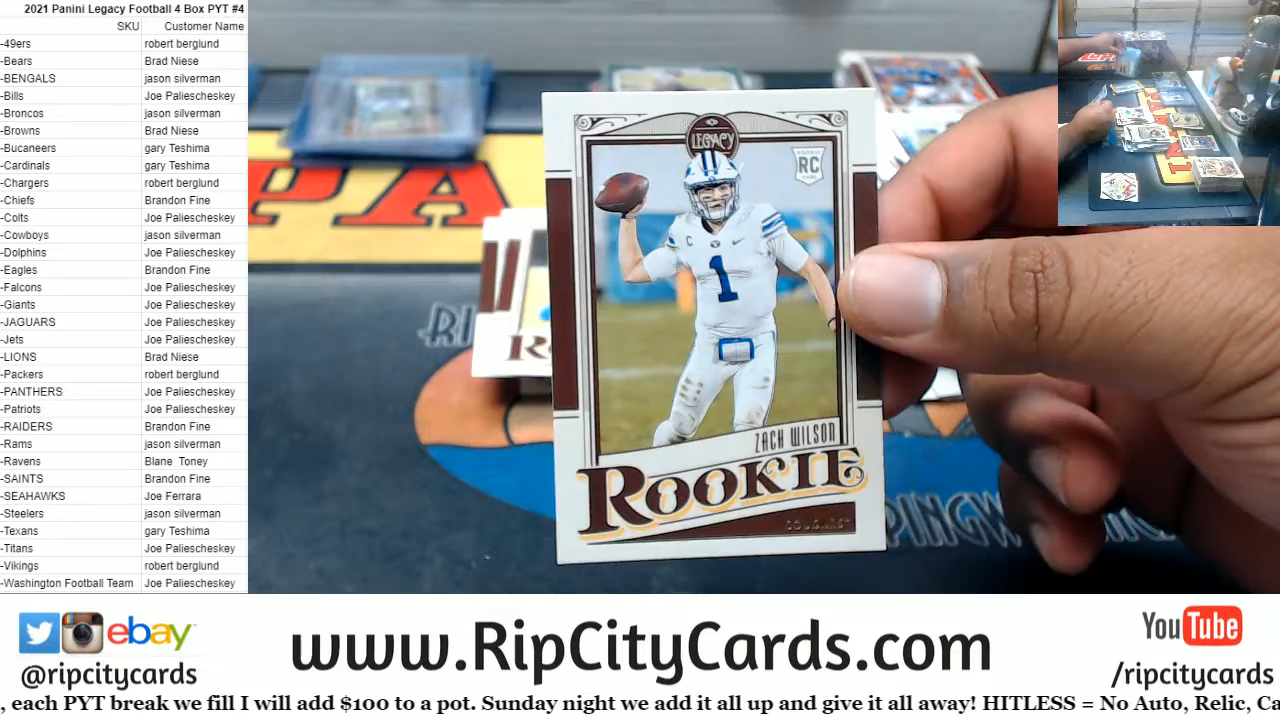 2021 Panini Legacy Football 4 Box PYT #4
SKU Customer Name
-49ers robert berglund
-Bears Brad Niese
-BENGALS jason silverman
-Bills Joe Paliescheskey
-Broncos jason silverman
-Browns Brad Niese
-Bucaneers gary Teshima
-Cardinals gary Teshima
-Chargers robert berglund
-Chiefs Brandon Fine
-Colts Joe Paliescheskey
-Cowboys jason silverman
-Dolphins Joe Paliescheskey
-Eagles Brandon Fine
-Falcons Joe Paliescheskey
-Giants Joe Paliescheskey
-JAGUARS Joe Paliescheskey
-Jets Joe Paliescheskey
-LIONS Brad Niese
-Packers robert berglund
-PANTHERS Joe Paliescheskey
-Patriots Joe Paliescheskey
-RAIDERS Brandon Fine
-Rams jason silverman
-Ravens Blane Toney
-SAINTS Brandon Fine
-SEAHAWKS Joe Ferrara
-Steelers jason silverman
-Texans gary Teshima
-Titans Joe Paliescheskey
-Vikings robert berglund
-Washington Football Team Joe Paliescheskey
LEGACY
RC
C
1
ZACH WILSON
ROOKIE
COUGARS
PA
RI
PINGW
ebay
@ripcitycards
www.RipCityCards.com
YouTube
/ripcitycards
, each PYT break we fill I will add $100 to a pot. Sunday night we add it all up and give it all away! HITLESS = No Auto, Relic, Ca